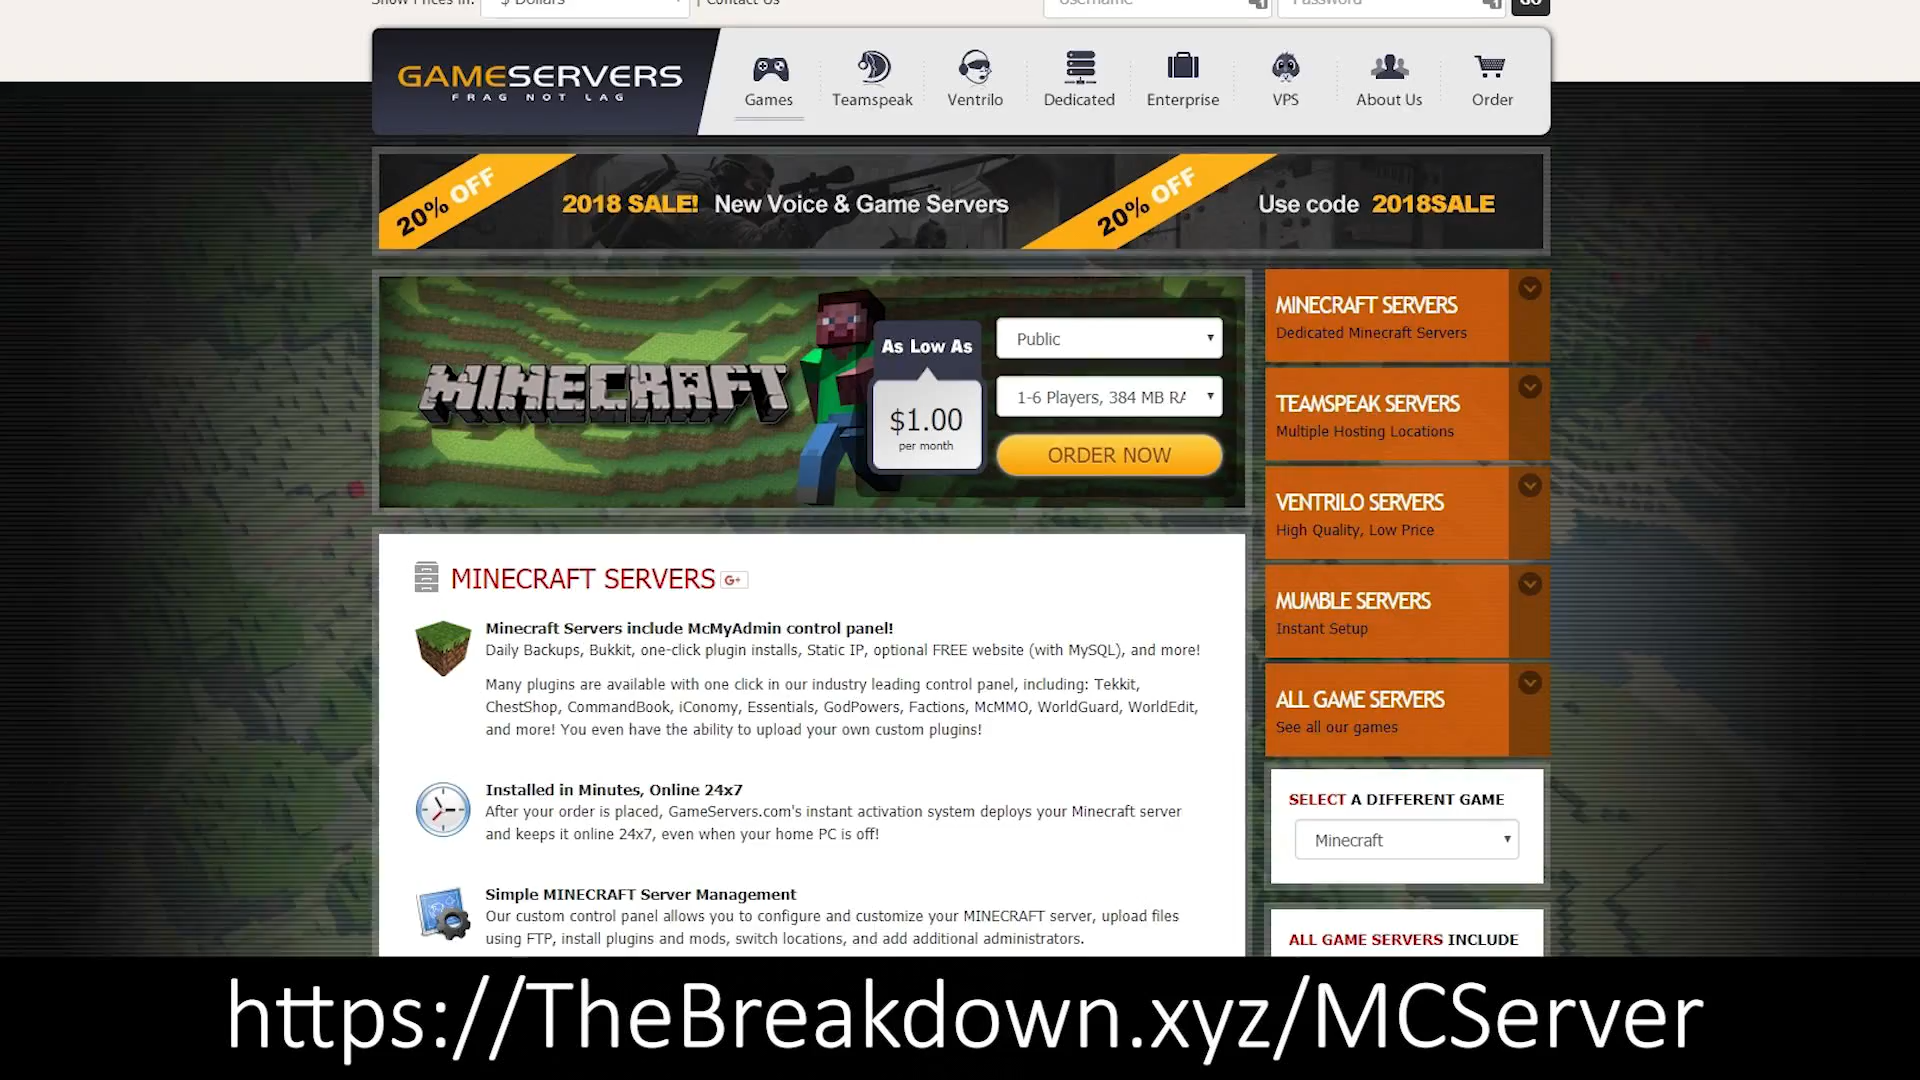 Show Prices in:
$ Dollars
| Contact Us
Username
Password
GO
GAMESERVERS
FRAG NOT LAG
Games
Teamspeak
Ventrilo
Dedicated
Enterprise
VPS
About Us
Order
20% OFF
2018 SALE! New Voice & Game Servers
20% OFF
Use code 2018SALE
MINECRAFT
As Low As
$1.00
per month
Public
1-6 Players, 384 MB RA
ORDER NOW
MINECRAFT SERVERS
Dedicated Minecraft Servers
TEAMSPEAK SERVERS
Multiple Hosting Locations
VENTRILO SERVERS
High Quality, Low Price
MUMBLE SERVERS
Instant Setup
ALL GAME SERVERS
See all our games
SELECT A DIFFERENT GAME
Minecraft
ALL GAME SERVERS INCLUDE
MINECRAFT SERVERS G+
Minecraft Servers include McMyAdmin control panel!
Daily Backups, Bukkit, one-click plugin installs, Static IP, optional FREE website (with MySQL), and more!
Many plugins are available with one click in our industry leading control panel, including: Tekkit,
ChestShop, CommandBook, iConomy, Essentials, GodPowers, Factions, McMMO, WorldGuard, WorldEdit,
and more! You even have the ability to upload your own custom plugins!
Installed in Minutes, Online 24x7
After your order is placed, GameServers.com's instant activation system deploys your Minecraft server
and keeps it online 24x7, even when your home PC is off!
Simple MINECRAFT Server Management
Our custom control panel allows you to configure and customize your MINECRAFT server, upload files
using FTP, install plugins and mods, switch locations, and add additional administrators.
https://TheBreakdown.xyz/MCServer